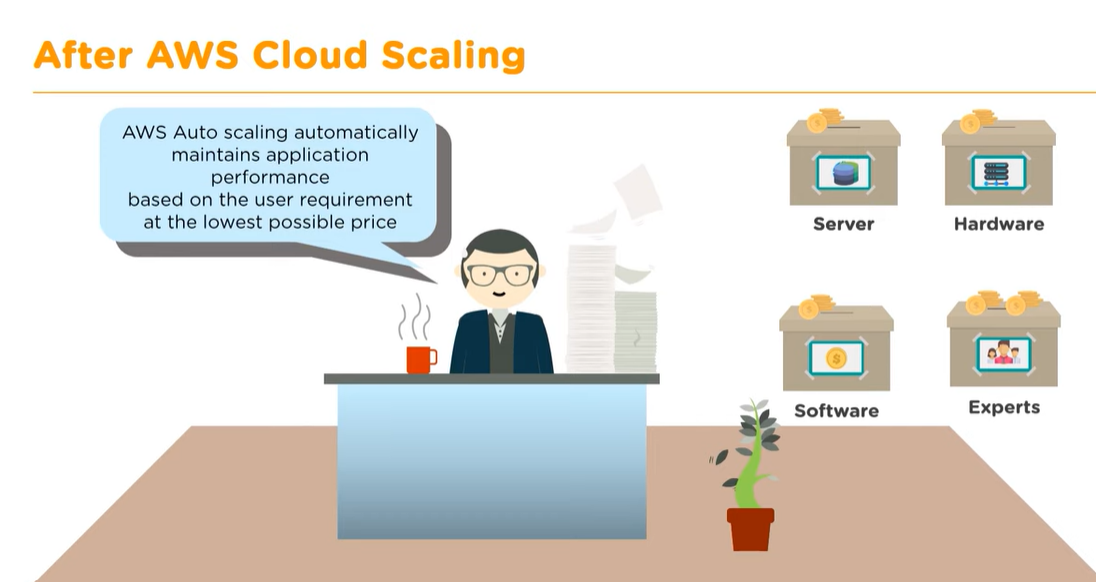 After AWS Cloud Scaling
AWS Auto scaling automatically
maintains application
performance
based on the user requirement
at the lowest possible price
Server
Hardware
Software
Experts